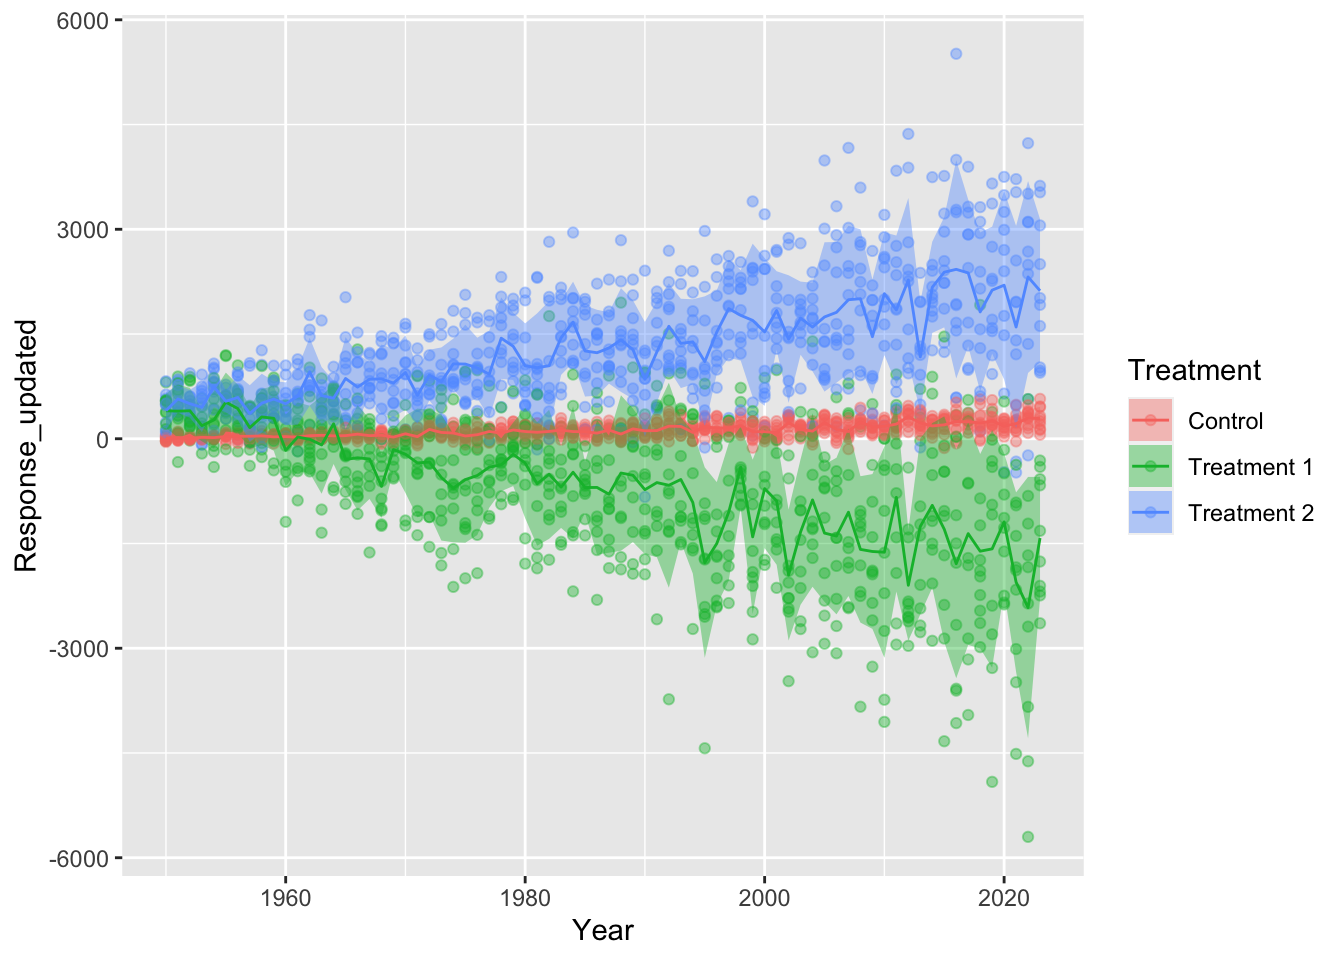 6000
3000
0
-3000
-6000
Response_updated
1960
1980
2000
2020
Year
Treatment
Control
Treatment 1
Treatment 2